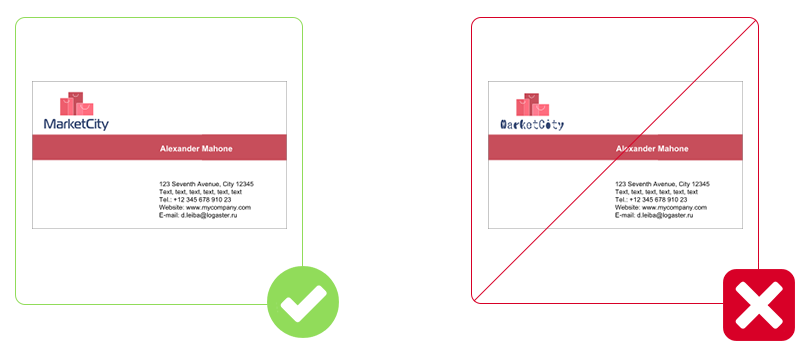 MarketCity
Alexander Mahone
123 Seventh Avenue, City 12345
Text, text, text, text, text, text
Tel.: +12 345 678 910 23
Website: www.mycompany.com
E-mail. d.leiba@logaster.ru
MarketCity
Alexander Mahone
123 Seventh Avenue, City 12345
Text, text, text, text, text, text
Tel.: +12 345 678 910 23
Website: www.mycompany.com
E-mail. d.leiba@logaster.ru